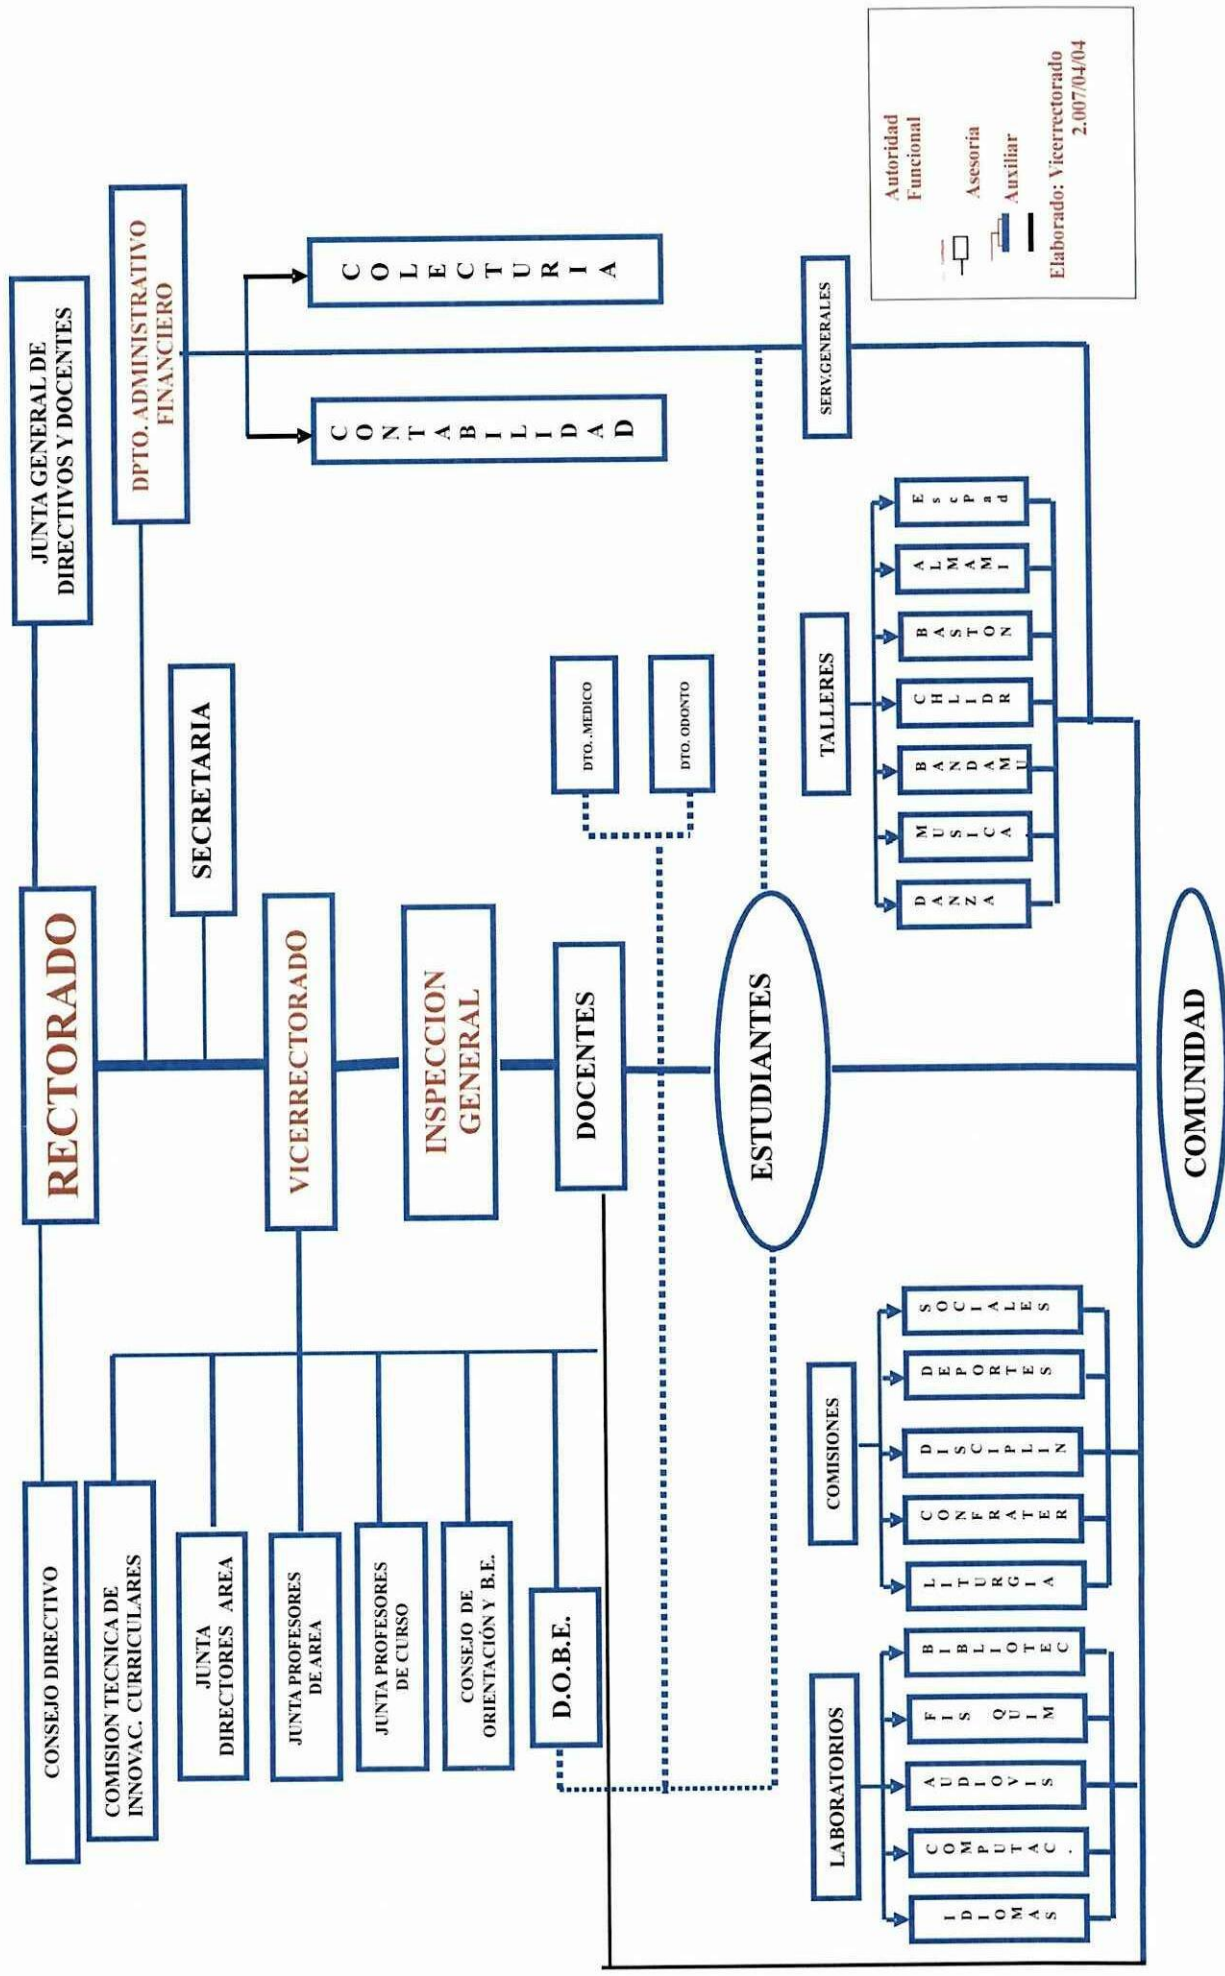 JUNTA GENERAL DE
DIRECTIVOS Y DOCENTES
RECTORADO
CONSEJO DIRECTIVO
DPTO. ADMINISTRATIVO
FINANCIERO
COMISION TECNICA DE
INNOVAC. CURRICULARES
SECRETARIA
JUNTA
DIRECTORES AREA
VICERRECTORADO
JUNTA PROFESORES
DE AREA
COLECTURIA
CONTABILIDAD
JUNTA PROFESORES
DE CURSO
INSPECCION
GENERAL
CONSEJO DE
ORIENTACIÓN Y B.E.
D.O.B.E.
DOCENTES
DTO..MEDICO
DTO. ODONTO
ESTUDIANTES
SERV.GENERALES
LABORATORIOS
COMISIONES
TALLERES
IDIOMAS
COMPUTAC.
AUDIOVIS
FIS QUIM
BIBLIOTEC
LITURGIA
CONFRATER
DISCIPLIN
DEPORTES
SOCIALES
DANZA
MUSICA
BANDAMU
CHLIDR
BASTON
ALMAMI
EscPad
COMUNIDAD
Autoridad
Funcional
Asesoria
Auxiliar
Elaborado: Vicerrectorado
2.007/04/04